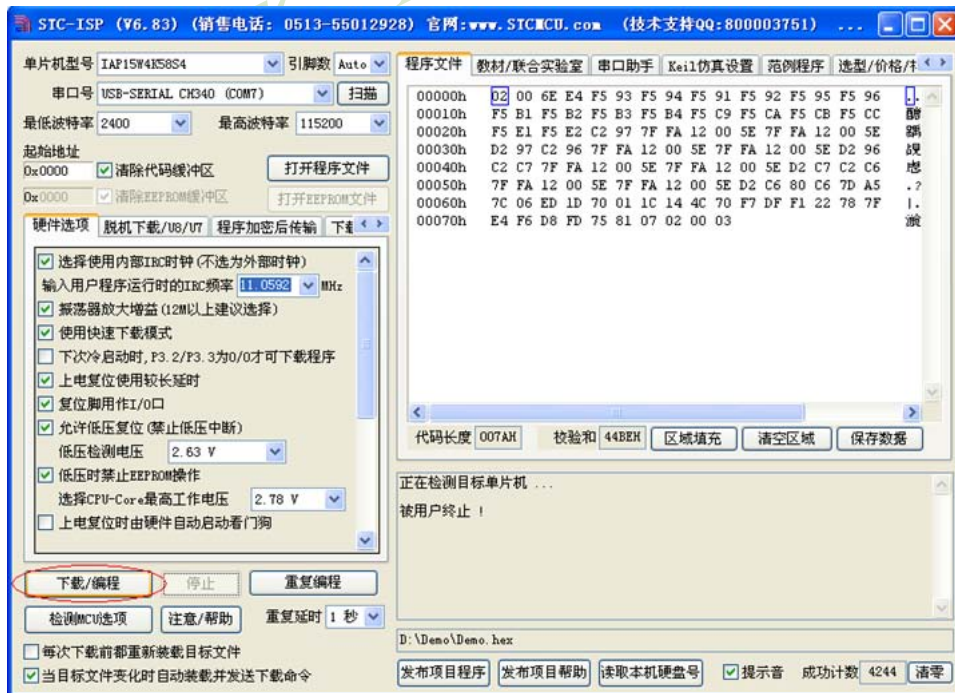 STC-ISP (V6.83) (销售电话: 0513-55012928) 官网:www.STCMCU.com (技术支持QQ:800003751) ...
单片机型号 IAP15W4K58S4 引脚数 Auto
串口号 USB-SERIAL CH340 (COM7) 扫描
最低波特率 2400 最高波特率 115200
起始地址
0x0000 清除代码缓冲区 打开程序文件
0x0000 清除EEPROM缓冲区 打开EEPROM文件
硬件选项 脱机下载/U8/U7 程序加密后传输
选择使用内部IRC时钟(不选为外部时钟)
输入用户程序运行时的IRC频率 11.0592 MHz
振荡器放大增益(12M以上建议选择)
使用快速下载模式
下次冷启动时,P3.2/P3.3为0/0才可下载程序
上电复位使用较长延时
复位脚用作I/O口
允许低压复位(禁止低压中断)
低压检测电压 2.63 V
低压时禁止EEPROM操作
选择CPU-Core最高工作电压 2.78 V
上电复位时由硬件自动启动看门狗
下载/编程 停止 重复编程
检测MCU选项 注意/帮助 重复延时 1 秒
每次下载前都重新装载目标文件
当目标文件变化时自动装载并发送下载命令
程序文件 教材/联合实验室 串口助手 Keil仿真设置 范例程序 选型/价格/
00000h 02 00 6E E4 F5 93 F5 94 F5 91 F5 92 F5 95 F5 96
00010h F5 B1 F5 B2 F5 B3 F5 B4 F5 C9 F5 CA F5 CB F5 CC
00020h F5 E1 F5 E2 C2 97 7F FA 12 00 5E 7F FA 12 00 5E
00030h D2 97 C2 96 7F FA 12 00 5E 7F FA 12 00 5E D2 96
00040h C2 C7 7F FA 12 00 5E 7F FA 12 00 5E D2 C7 C2 C6
00050h 7F FA 12 00 5E 7F FA 12 00 5E D2 C6 80 C6 7D A5 .?
00060h 7C 06 ED 1D 70 01 1C 14 4C 70 F7 DF F1 22 78 7F |.
00070h E4 F6 D8 FD 75 81 07 02 00 03
代码长度 007AH 校验和 44BEH 区域填充 清空区域 保存数据
正在检测目标单片机 ...
被用户终止 !
D:\Demo\Demo.hex
发布项目程序 发布项目帮助 读取本机硬盘号 提示音 成功计数 4244 清零